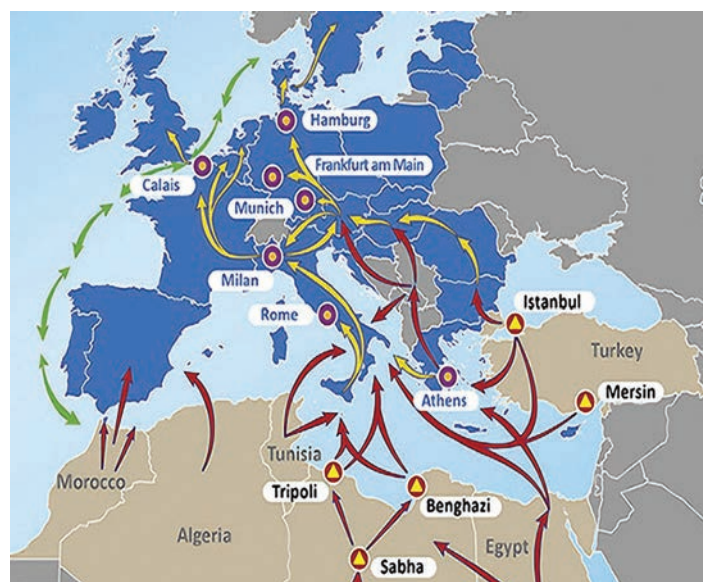 Hamburg
Frankfurt am Main
Calais
Munich
Milan
Istanbul
Rome
Turkey
Mersin
Athens
Tunisia
Morocco
Tripoli
Benghazi
Algeria
Egypt
Sabha